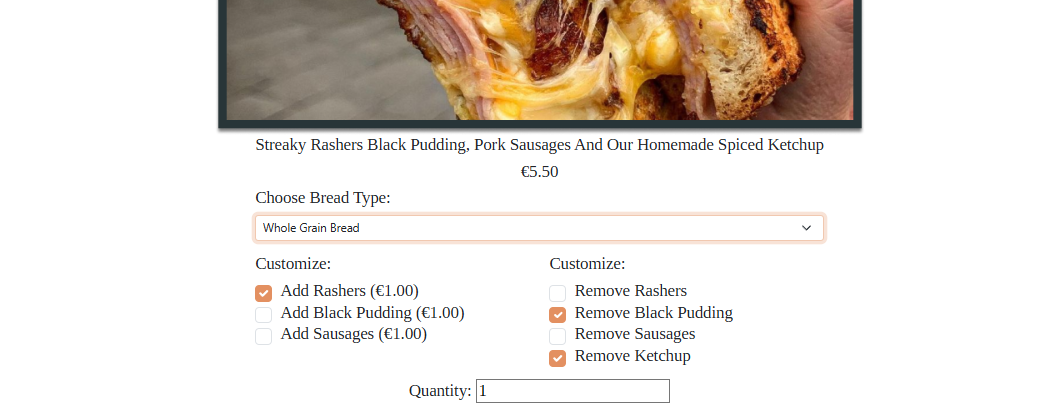 Streaky Rashers Black Pudding, Pork Sausages And Our Homemade Spiced Ketchup
€5.50
Choose Bread Type:
Whole Grain Bread
Customize:
Add Rashers (€1.00)
Add Black Pudding (€1.00)
Add Sausages (€1.00)
Customize:
Remove Rashers
Remove Black Pudding
Remove Sausages
Remove Ketchup
Quantity: 1